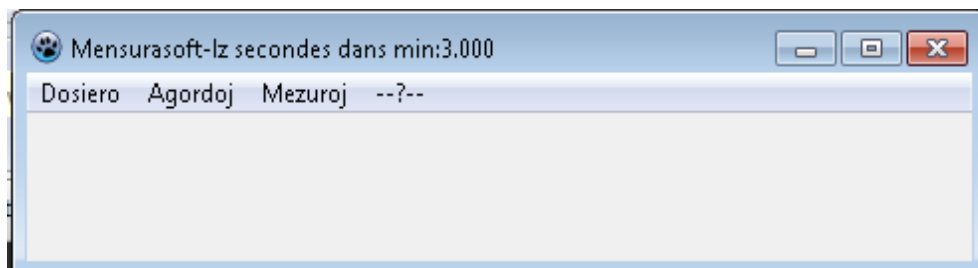 Mensurasoft-lz secondes dans min:3.000
Dosiero Agordoj Mezuroj --?--